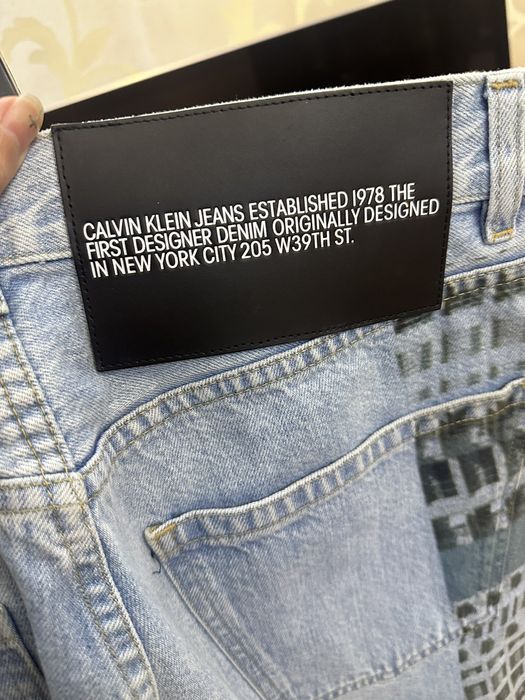 CALVIN KLEIN JEANS ESTABLISHED 1978 THE
FIRST DESIGNER DENIM ORIGINALLY DESIGNED
IN NEW YORK CITY 205 W39TH ST.